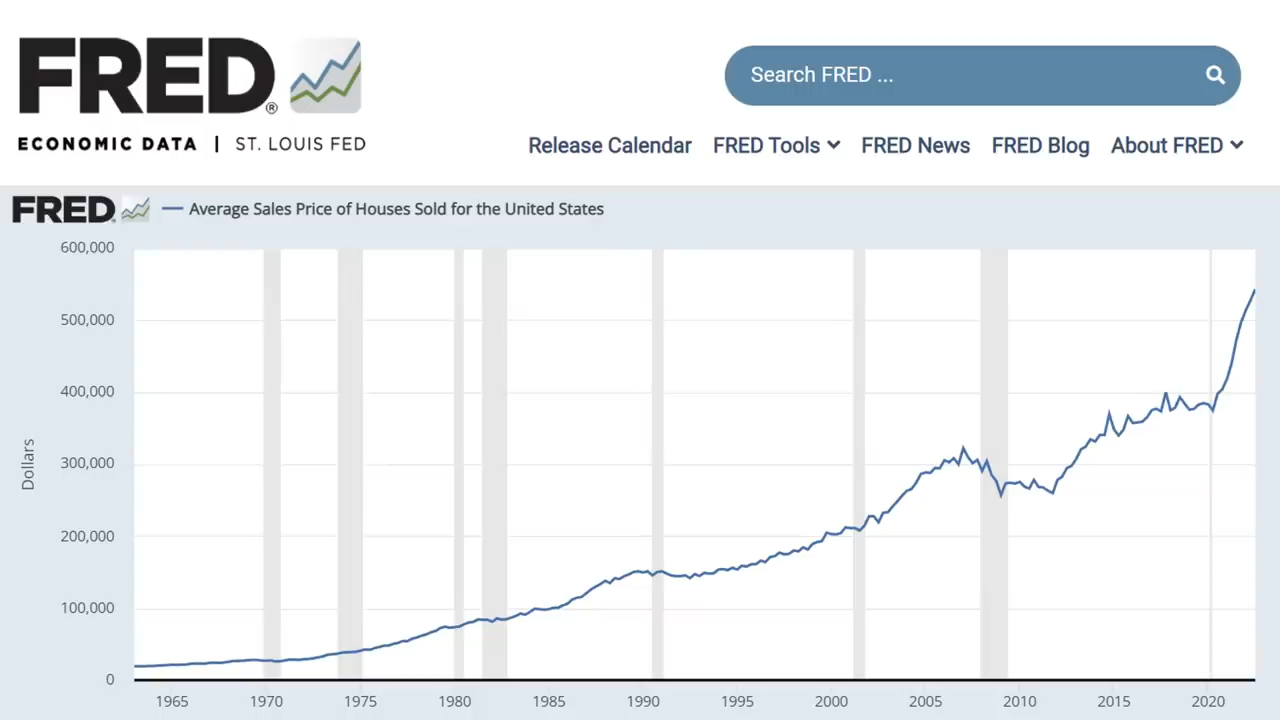 FRED®
ECONOMIC DATA | ST. LOUIS FED
Search FRED ...
Release Calendar FRED Tools FRED News FRED Blog About FRED
FRED — Average Sales Price of Houses Sold for the United States
600,000
500,000
400,000
300,000
200,000
100,000
0
Dollars
1965 1970 1975 1980 1985 1990 1995 2000 2005 2010 2015 2020